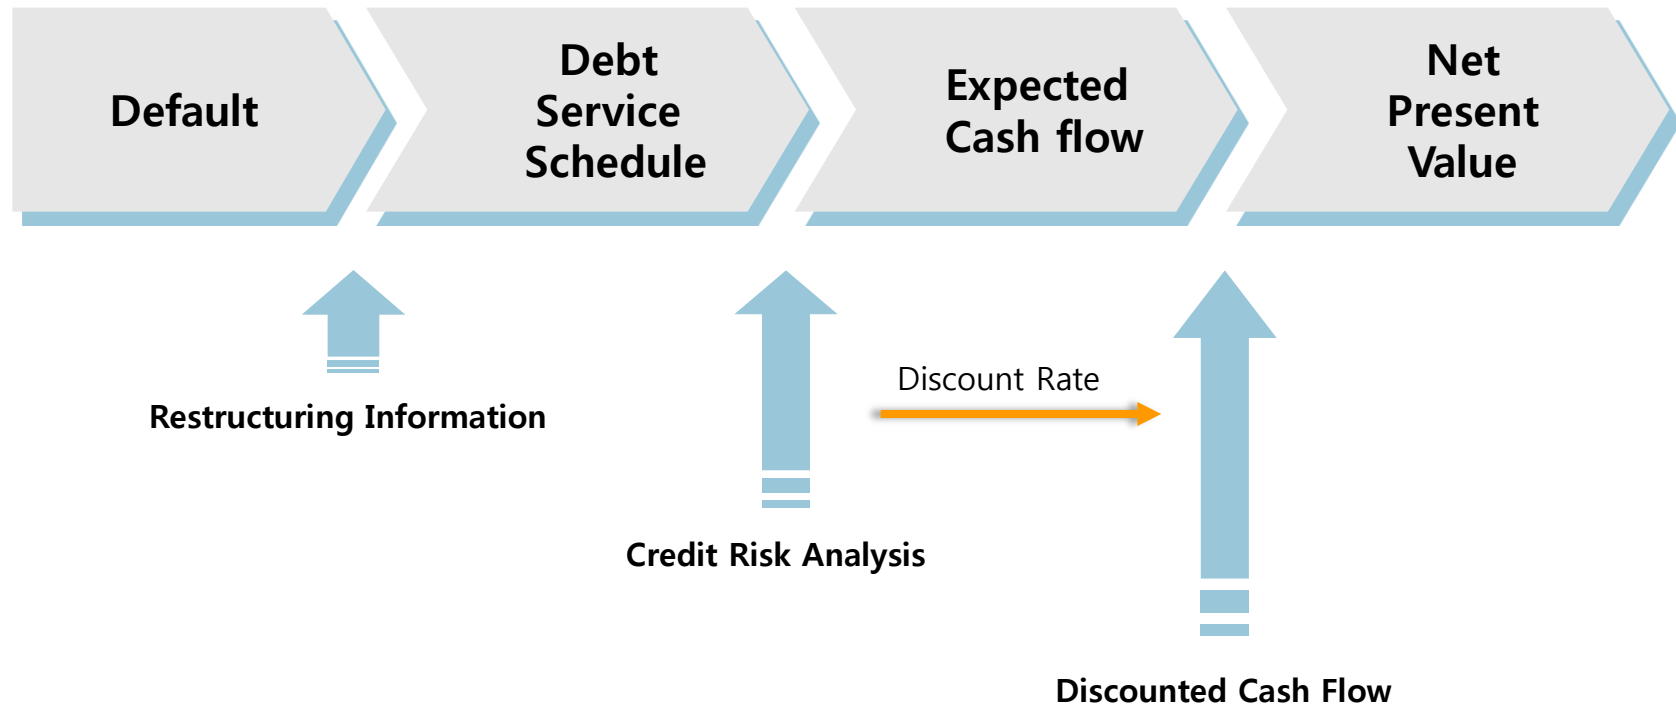 Default
Debt
Service
Schedule
Expected
Cash flow
Net
Present
Value
Restructuring Information
Discount Rate
Credit Risk Analysis
Discounted Cash Flow